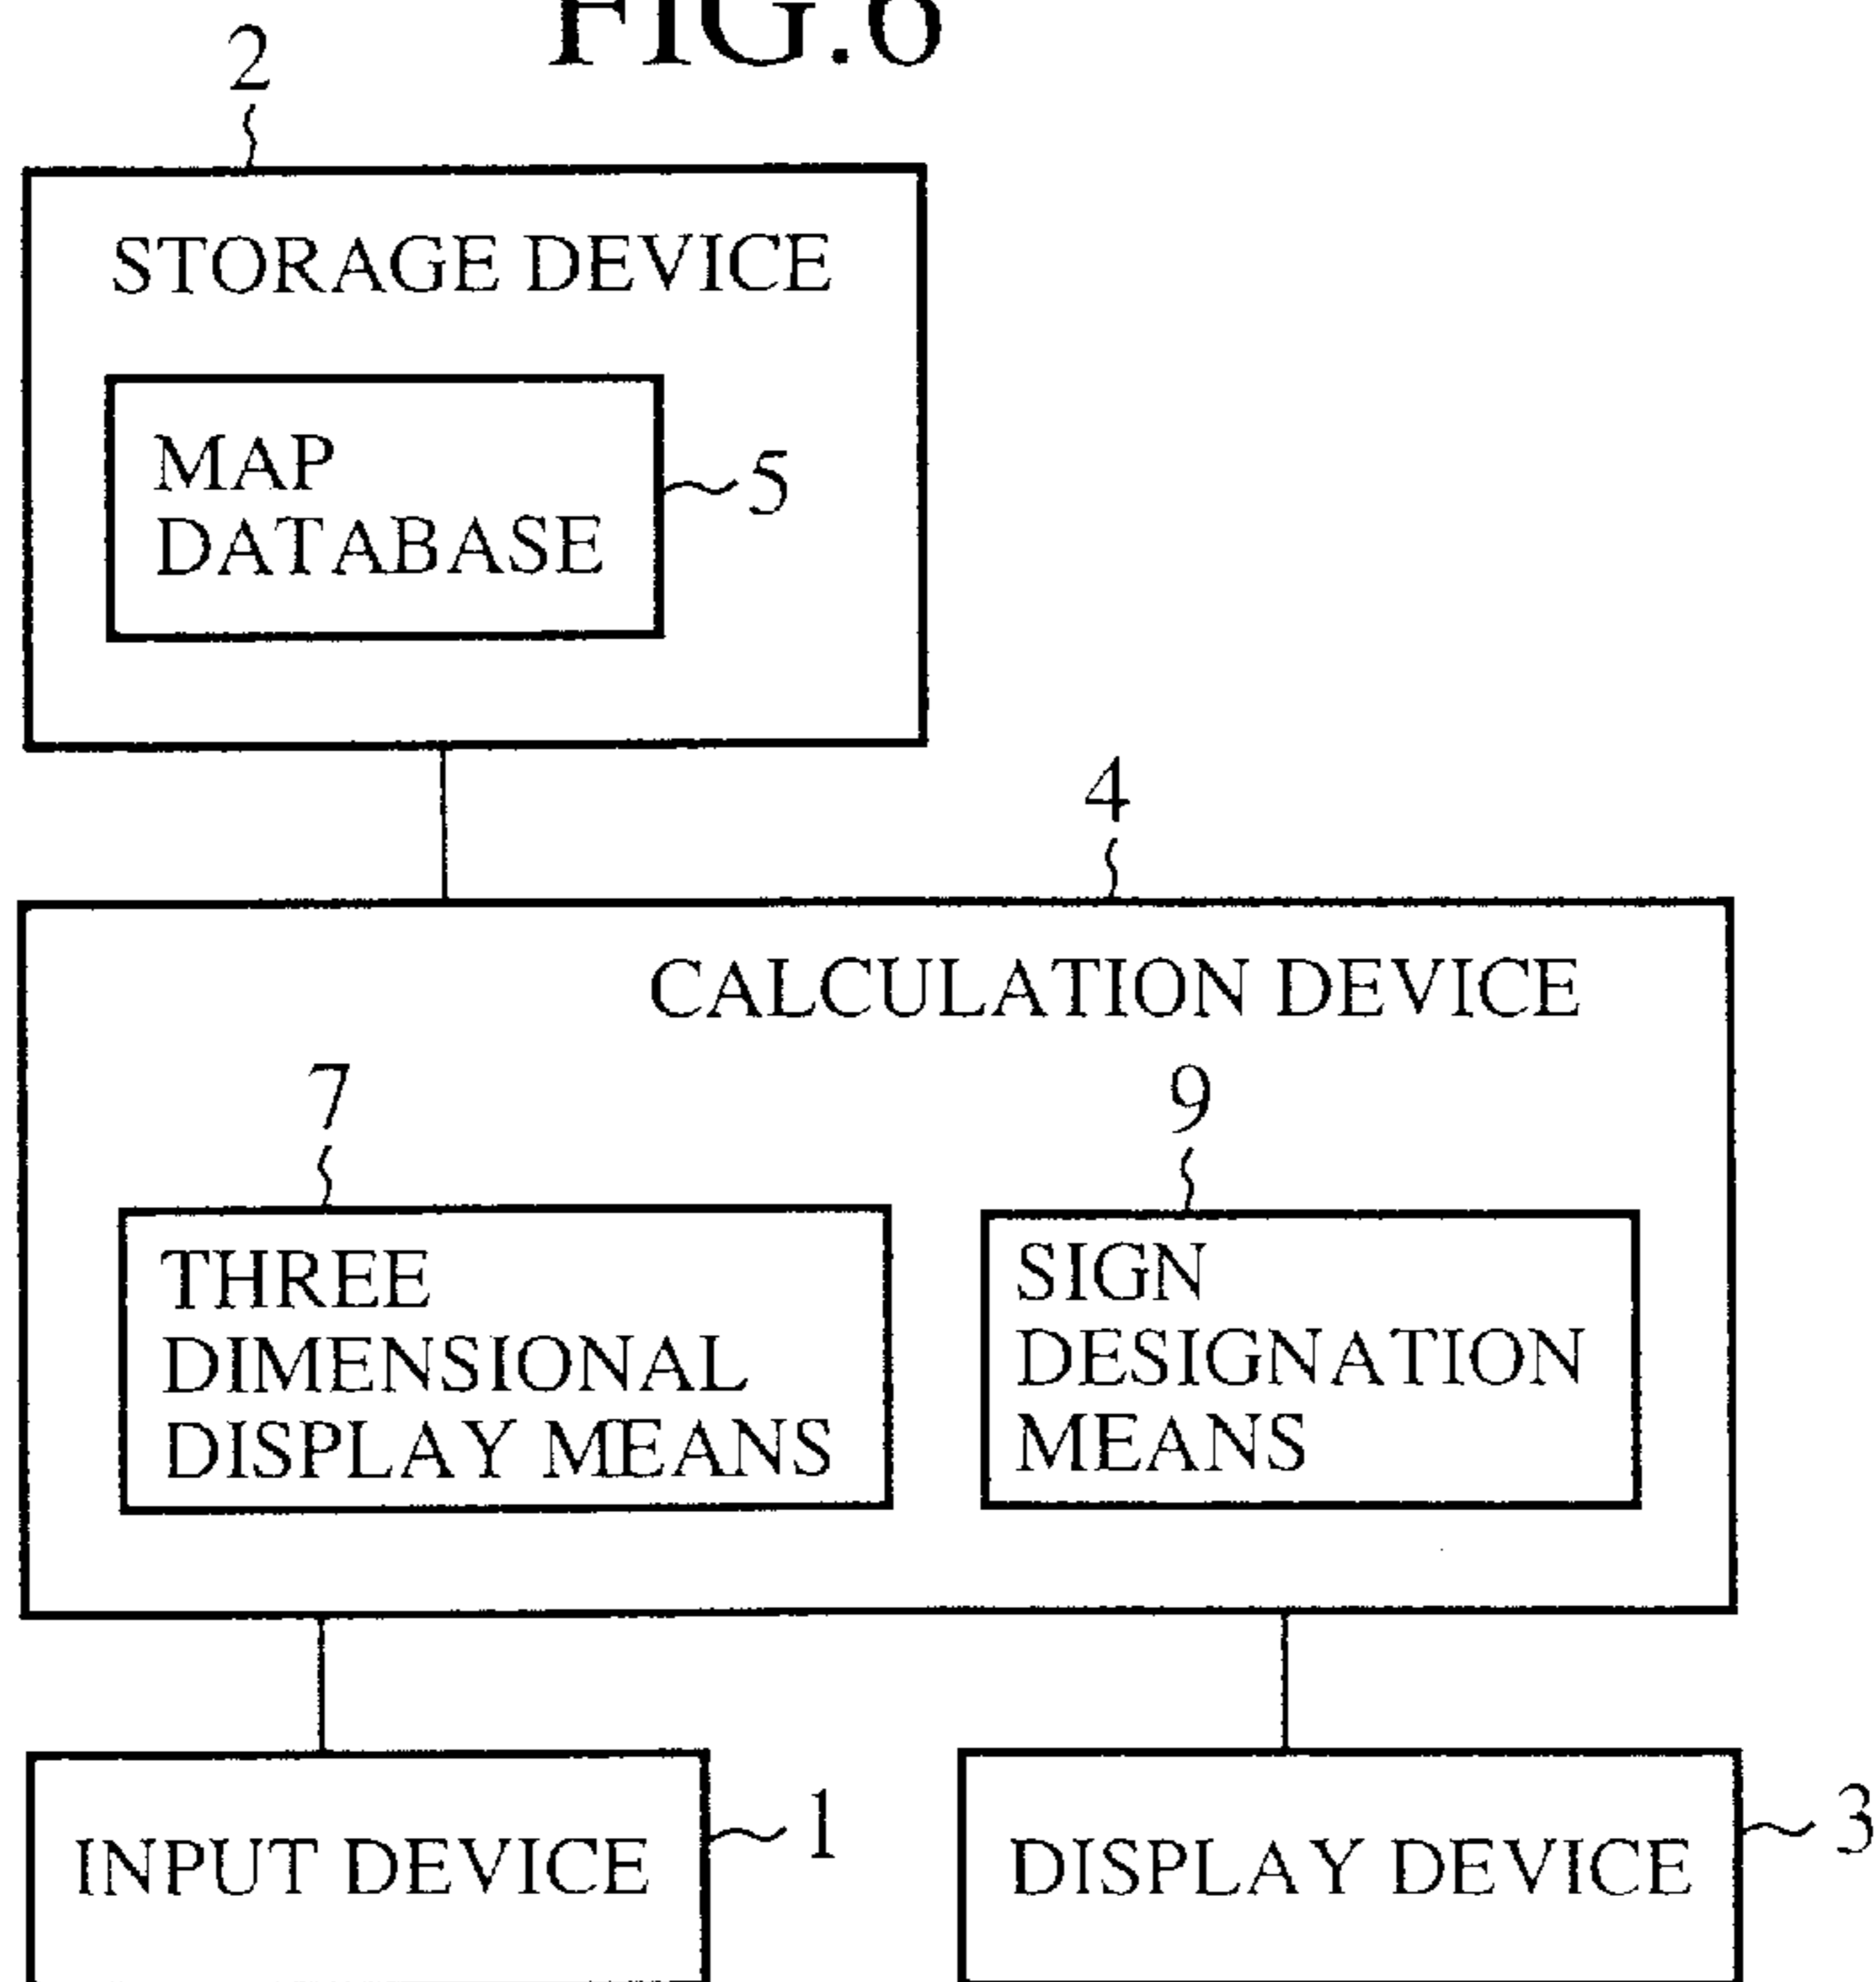 FIG.6
2
STORAGE DEVICE
MAP
DATABASE
5
4
CALCULATION DEVICE
7
9
THREE
DIMENSIONAL
DISPLAY MEANS
SIGN
DESIGNATION
MEANS
INPUT DEVICE
1
DISPLAY DEVICE
3